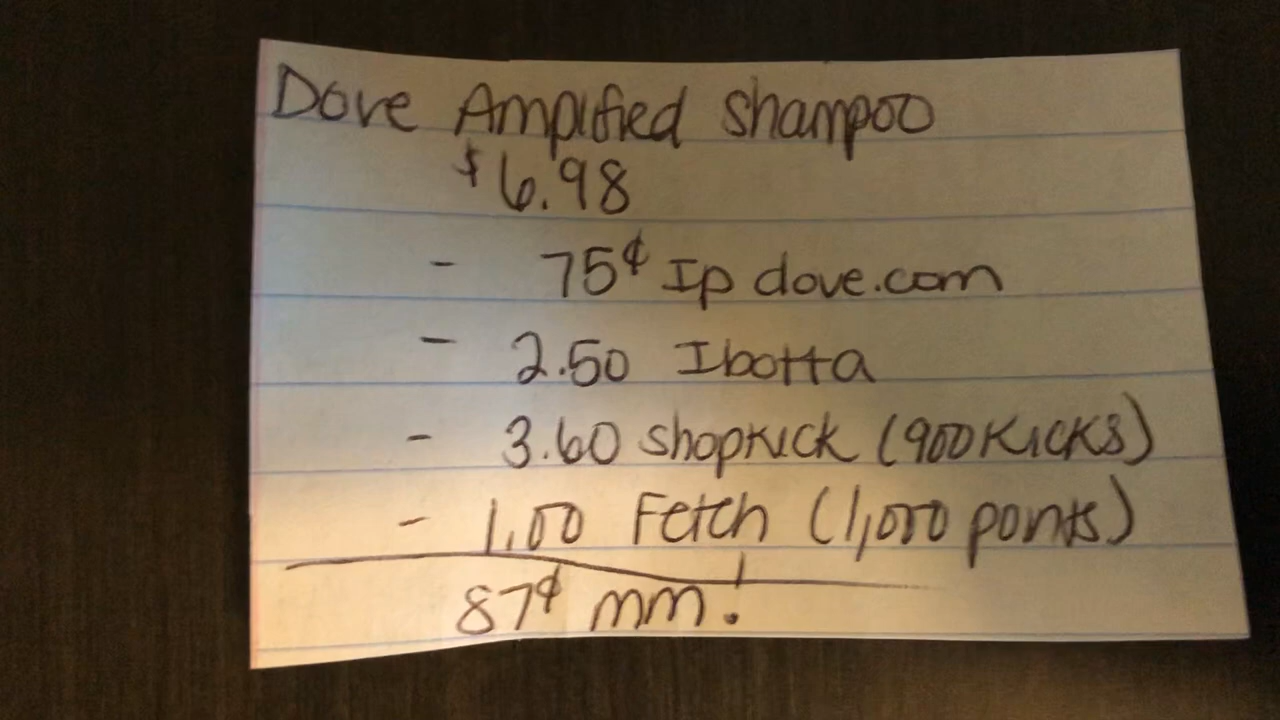 Dove Amplified Shampoo
$6.98
- 75¢ Ip dove.com
- 2.50 Ibotta
- 3.60 shopkick (900 Kicks)
- 1.00 Fetch (1,000 points)
87¢ mm!